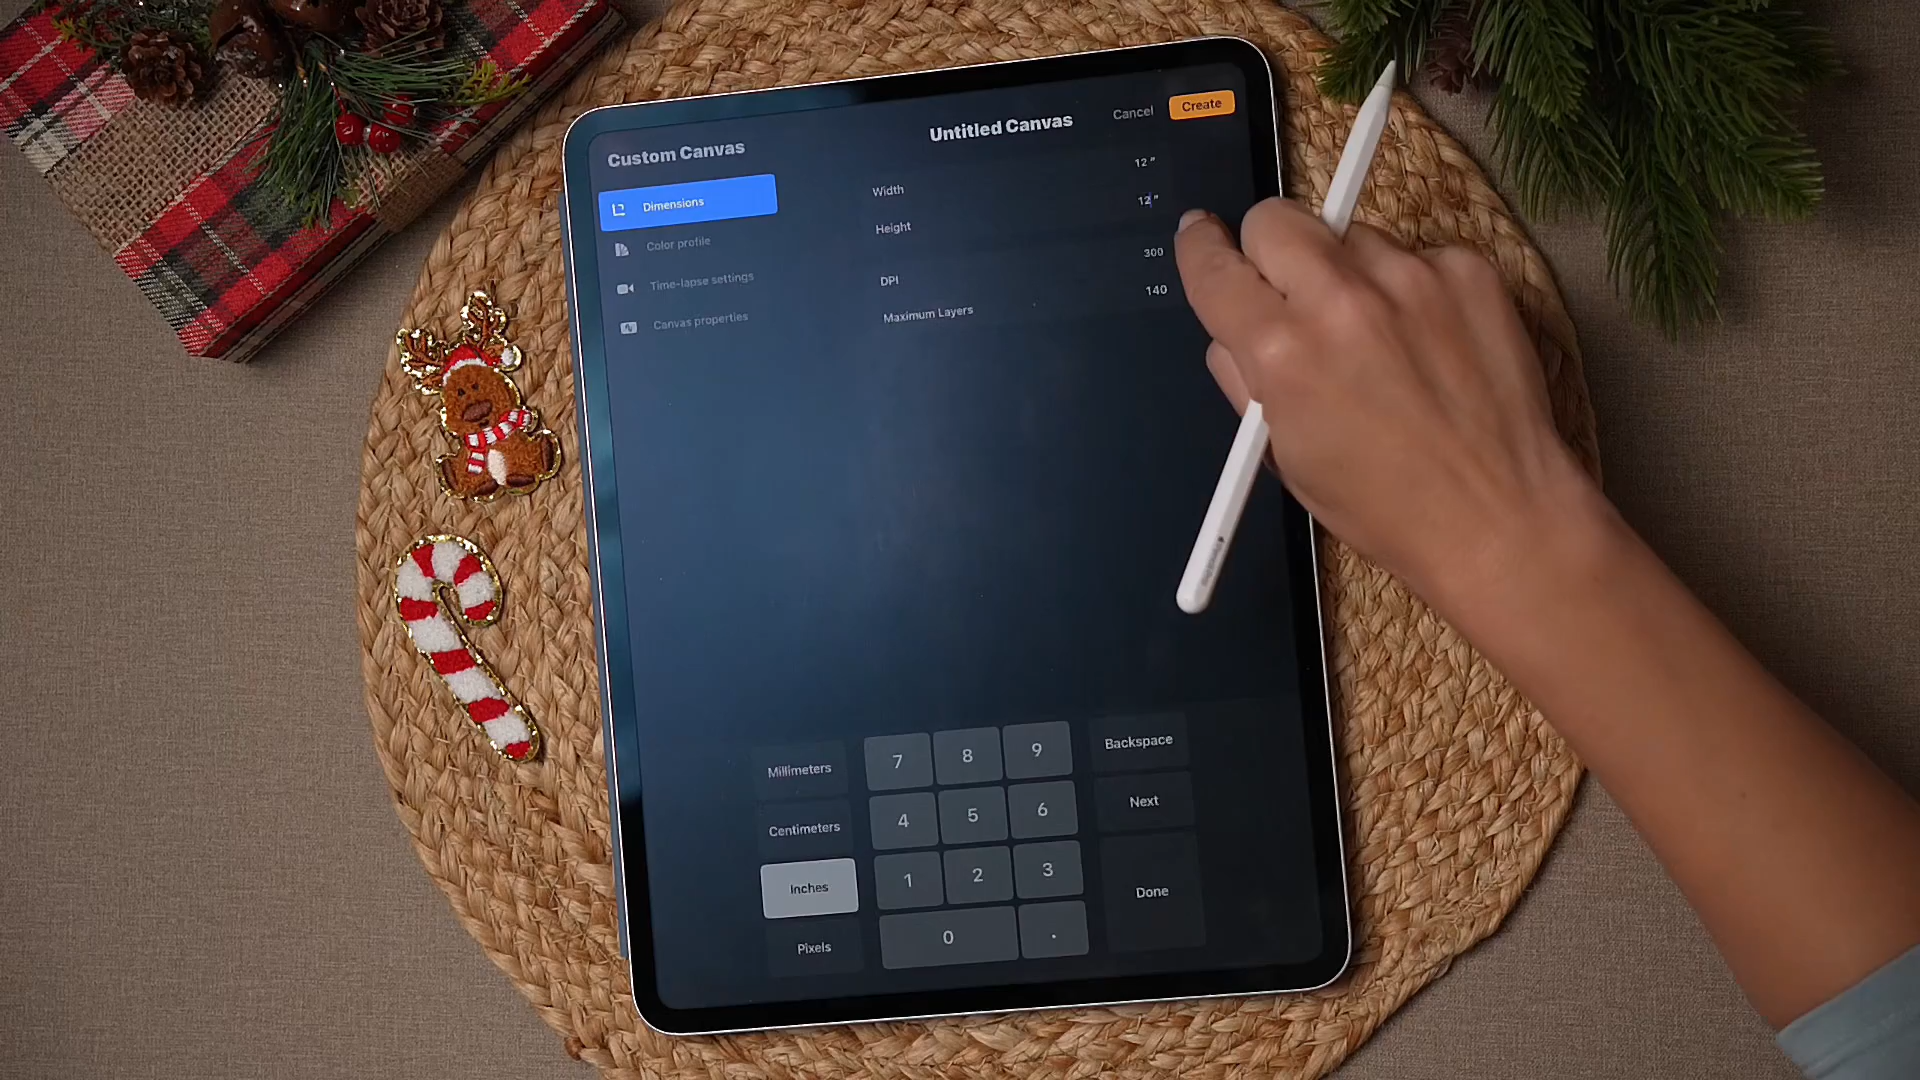 Custom Canvas
Untitled Canvas
Cancel
Create
Dimensions
Color profile
Time-lapse settings
Canvas properties
Width 12 "
Height 12 "
DPI 300
Maximum Layers 140
Millimeters
Centimeters
Inches
Pixels
7 8 9
4 5 6
1 2 3
0 .
Backspace
Next
Done